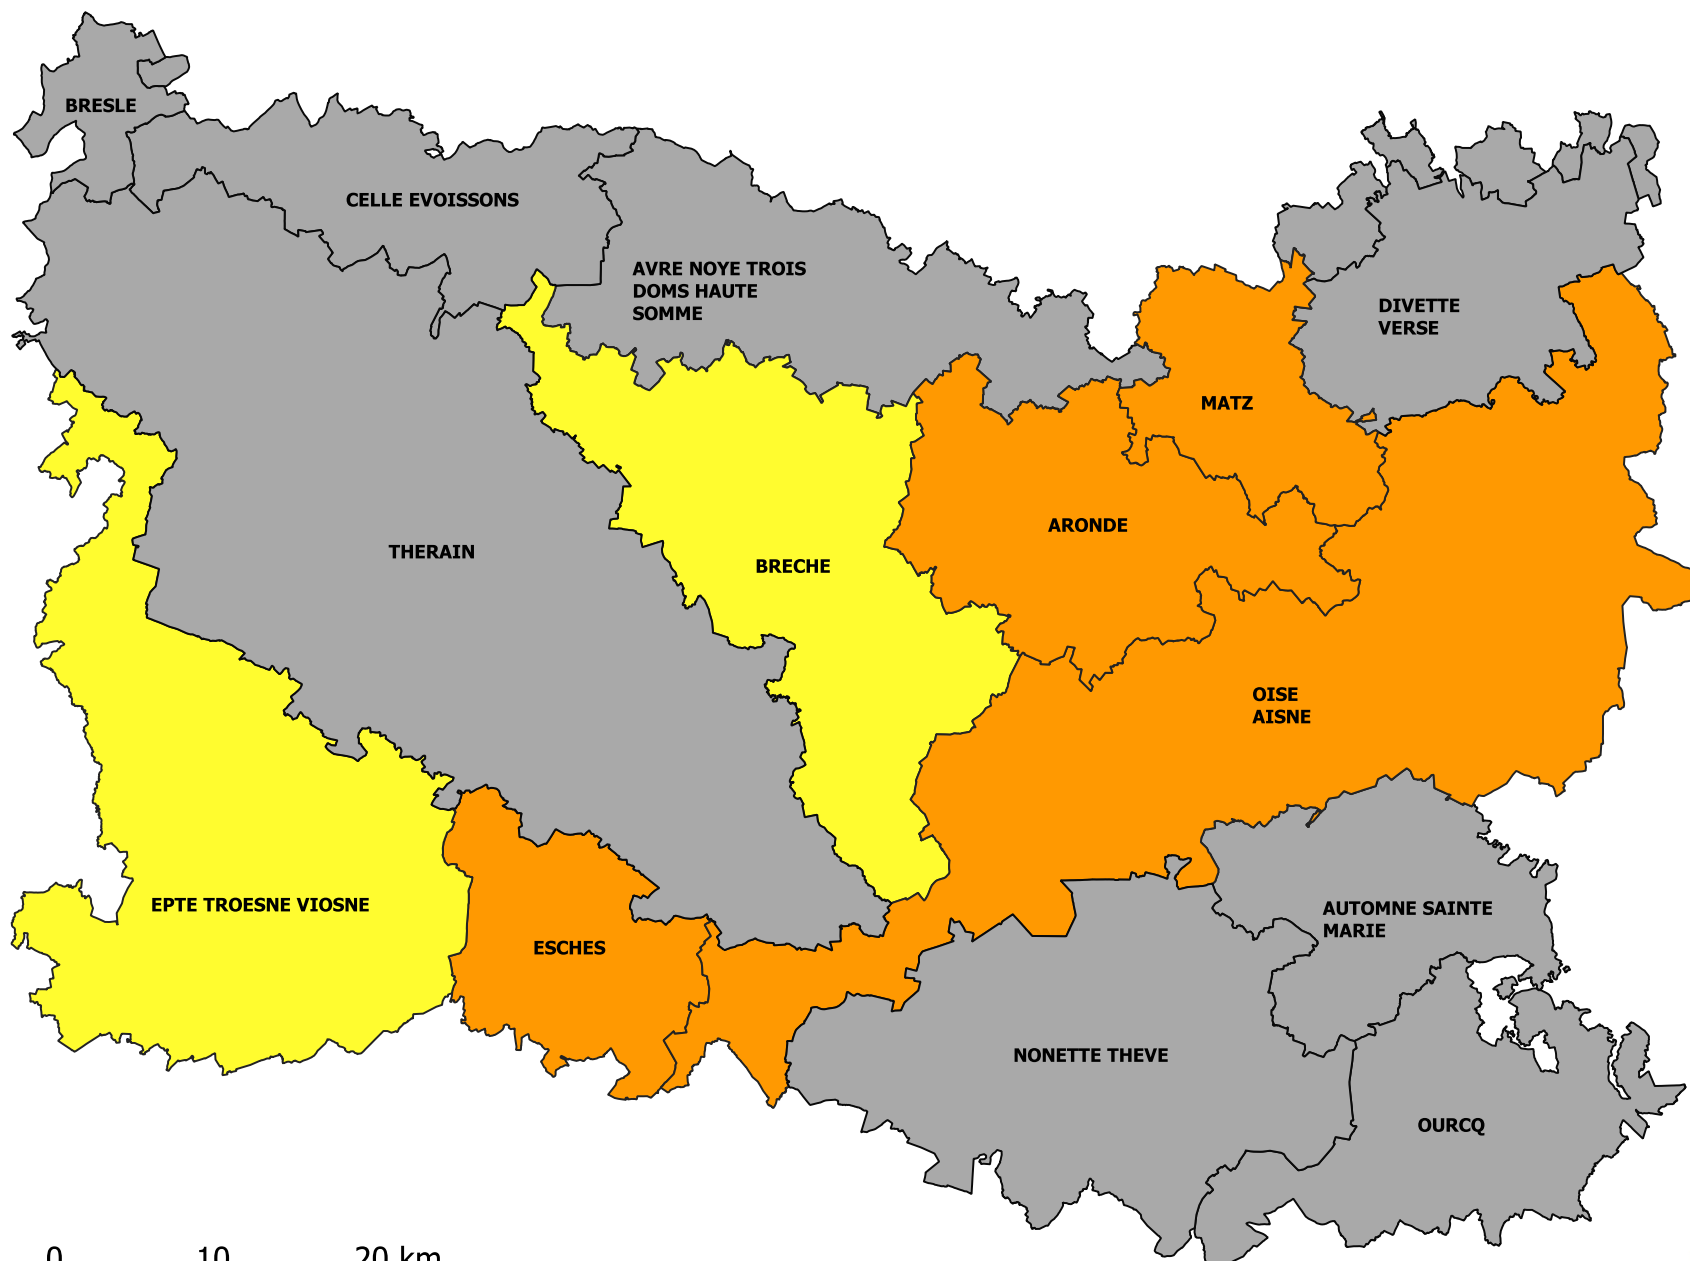 BRESLE
CELLE EVOISSONS
AVRE NOYE TROIS
DOMS HAUTE
SOMME
DIVETTE
VERSE
MATZ
ARONDE
THERAIN
BRECHE
OISE
AISNE
EPTE TROESNE VIOSNE
ESCHES
AUTOMNE SAINTE
MARIE
NONETTE THEVE
OURCQ
0 10 20 km